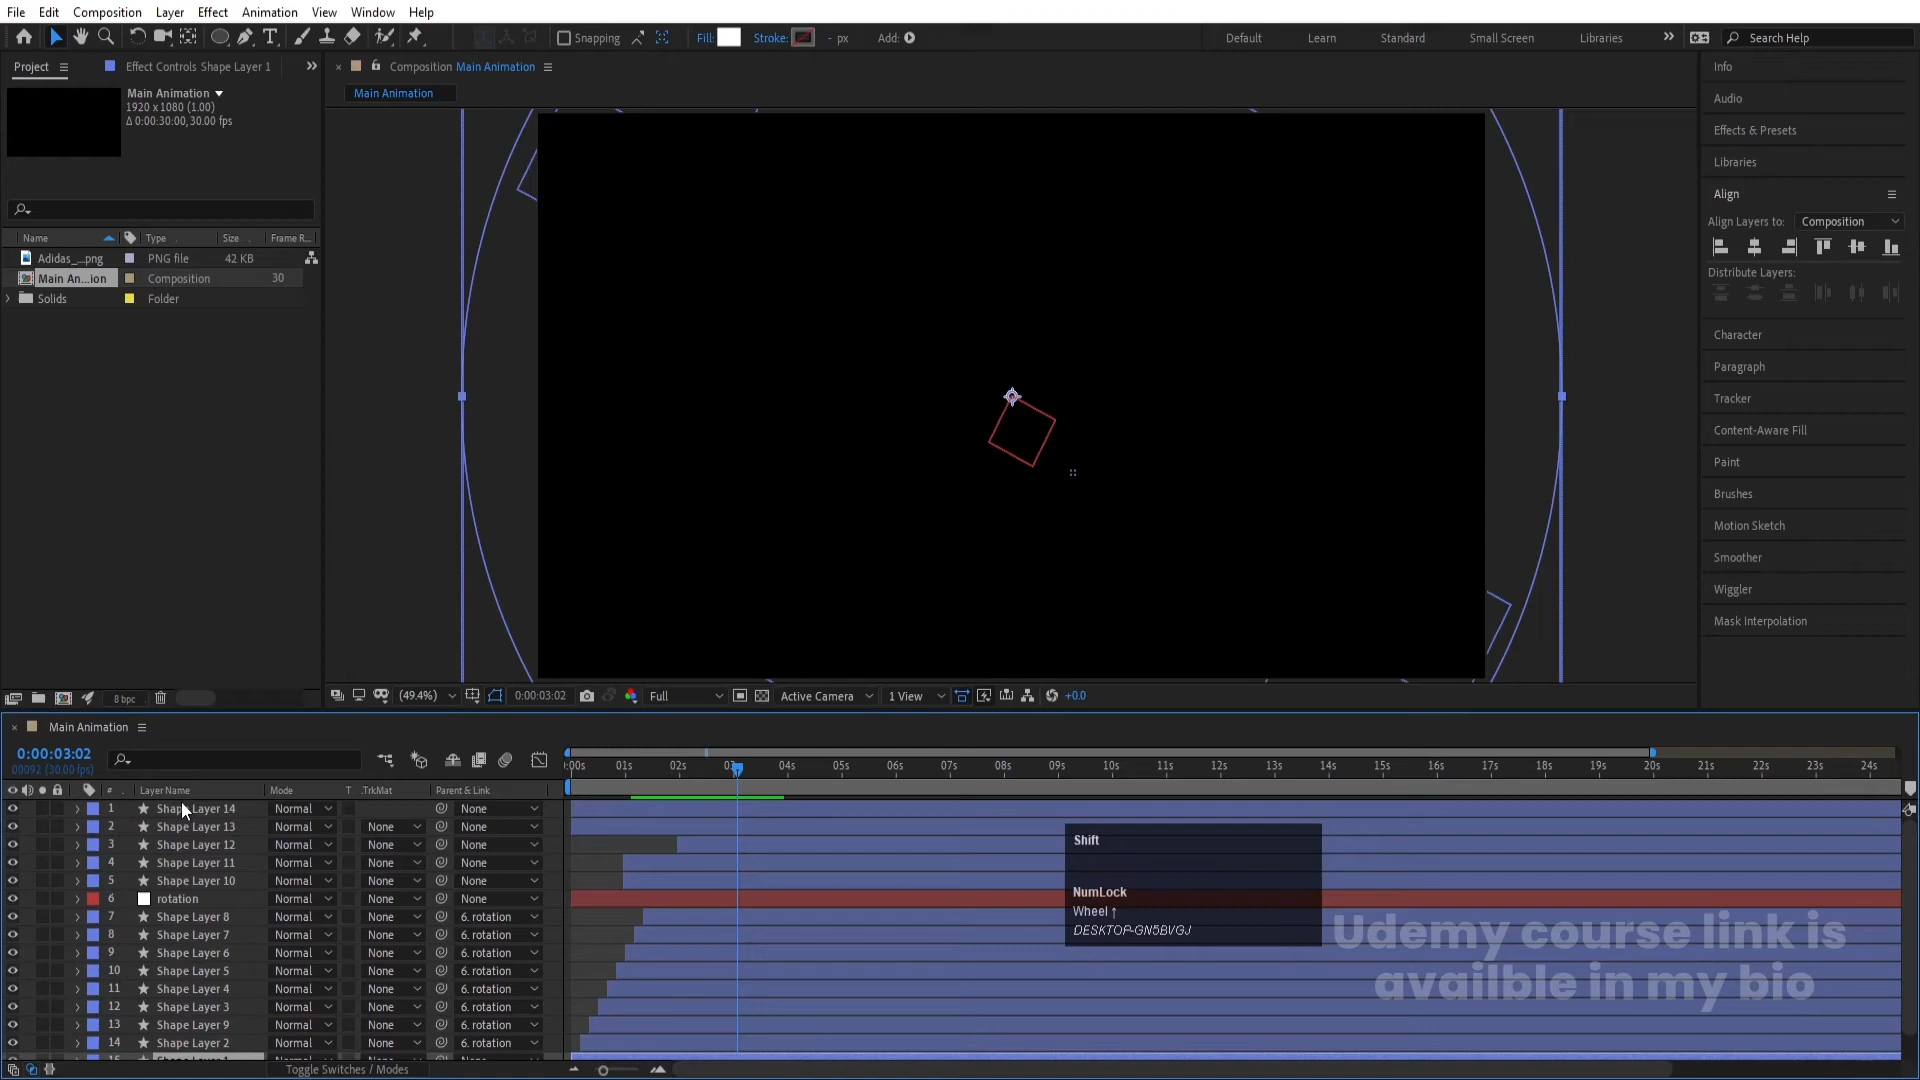 File Edit Composition Layer Effect Animation View Window Help
Snapping Fill: Stroke: - px Add: Default Learn Standard Small Screen Libraries Search Help
Project Effect Controls Shape Layer 1 Composition Main Animation Info
Main Animation
1920 x 1080 (1.00)
Δ 0:00:30:00, 30.00 fps
Main Animation
Audio
Effects & Presets
Libraries
Align
Align Layers to: Composition
Distribute Layers:
Character
Paragraph
Tracker
Content-Aware Fill
Paint
Brushes
Motion Sketch
Smoother
Wiggler
Mask Interpolation
Name Type Size Frame R...
Adidas_...png PNG file 42 KB
Main An...ion Composition 30
Solids Folder
8 bpc (49.4%) 0:00:03:02 Full Active Camera 1 View +0.0
Main Animation
0:00:03:02
00092 (30.00 fps)
:00s 01s 02s 03s 04s 05s 06s 07s 08s 09s 10s 11s 12s 13s 14s 15s 16s 17s 18s 19s 20s 21s 22s 23s 24s
# Layer Name Mode T .TrkMat Parent & Link
1 Shape Layer 14 Normal None
2 Shape Layer 13 Normal None None
3 Shape Layer 12 Normal None None
4 Shape Layer 11 Normal None None
5 Shape Layer 10 Normal None None
6 rotation Normal None None
7 Shape Layer 8 Normal None 6. rotation
8 Shape Layer 7 Normal None 6. rotation
9 Shape Layer 6 Normal None 6. rotation
10 Shape Layer 5 Normal None 6. rotation
11 Shape Layer 4 Normal None 6. rotation
12 Shape Layer 3 Normal None 6. rotation
13 Shape Layer 9 Normal None 6. rotation
14 Shape Layer 2 Normal None 6. rotation
Toggle Switches / Modes
Shift
NumLock
Wheel ↑
DESKTOP-GN5BVGJ
Udemy course link is
availble in my bio